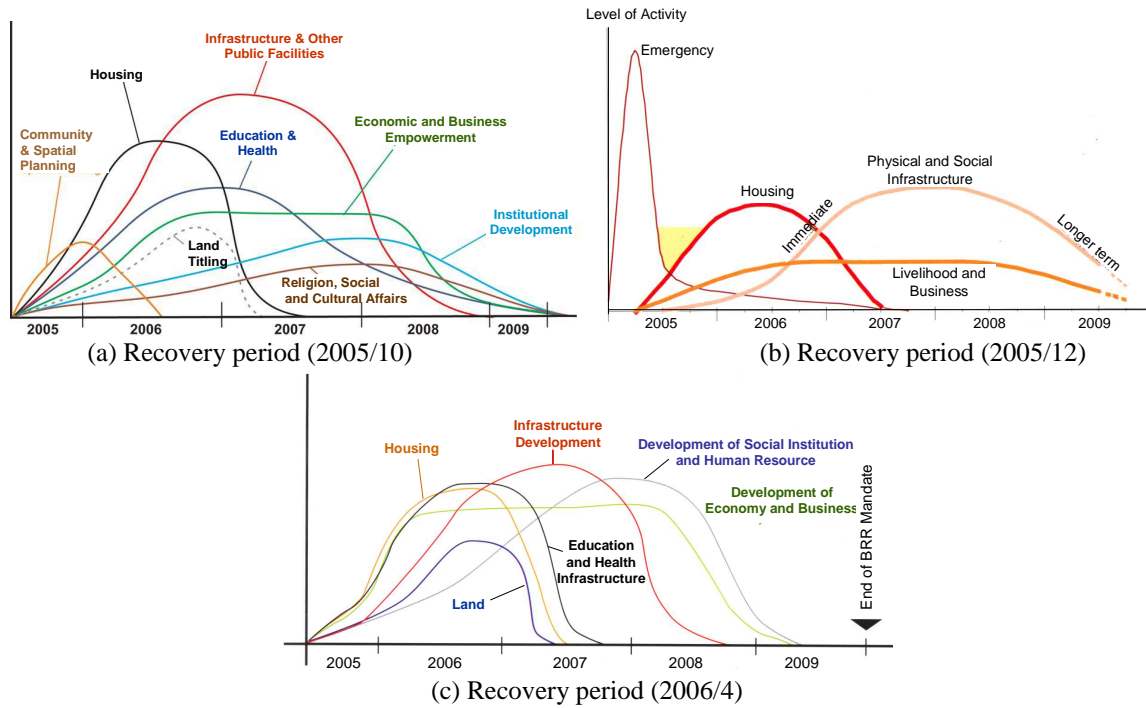 Infrastructure & Other
Public Facilities
Housing
Community
& Spatial
Planning
Education &
Health
Economic and Business
Empowerment
Institutional
Development
Land
Titling
Religion, Social
and Cultural Affairs
2005
2006
2007
2008
2009
(a) Recovery period (2005/10)
Level of Activity
Emergency
Housing
Immediate
Physical and Social
Infrastructure
Longer term
Livelihood and
Business
2005
2006
2007
2008
2009
(b) Recovery period (2005/12)
Housing
Infrastructure
Development
Development of Social Institution
and Human Resource
Development of
Economy and Business
Education
and Health
Infrastructure
Land
End of BRR Mandate
2005
2006
2007
2008
2009
(c) Recovery period (2006/4)